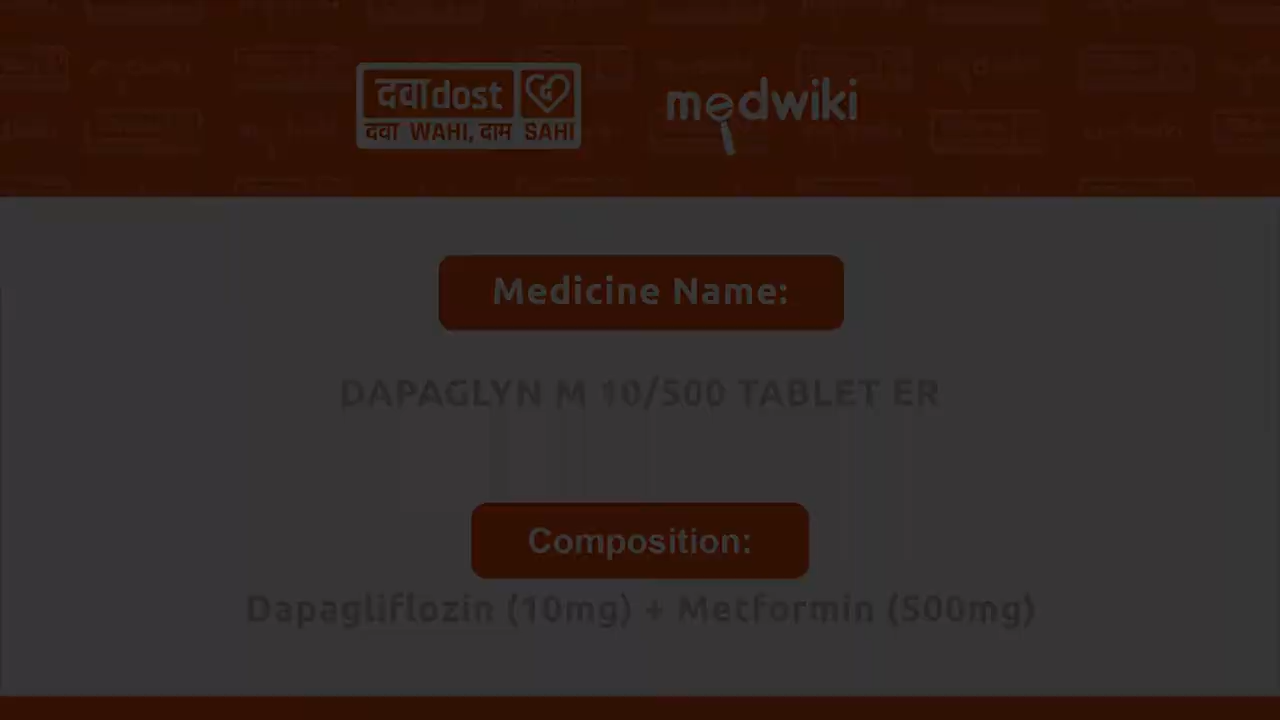 दवाdost
दवा WAHI, दाम SAHI
medwiki
Medicine Name:
DAPAGLYN M 10/500 TABLET ER
Composition:
Dapagliflozin (10mg) + Metformin (500mg)